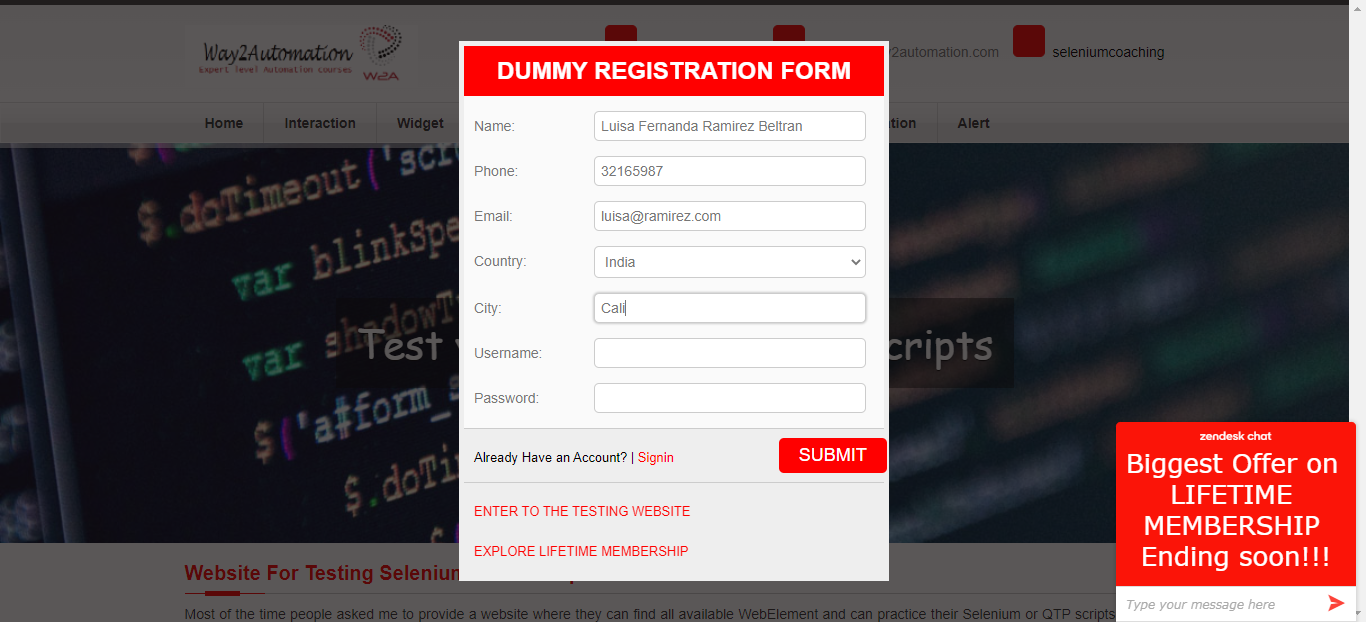 Way2Automation
Expert level Automation courses
W2A
2automation.com
seleniumcoaching
Home
Interaction
Widget
Alert
DUMMY REGISTRATION FORM
Name:
Luisa Fernanda Ramirez Beltran
Phone:
32165987
Email:
luisa@ramirez.com
Country:
India
City:
Cali
Username:
Password:
Already Have an Account? | Signin
SUBMIT
ENTER TO THE TESTING WEBSITE
EXPLORE LIFETIME MEMBERSHIP
$.doTimeout('scr
var blinkSpe
var shadowT
Test
cripts
var
$('a#form_s
$.doTi
$.
zendesk chat
Biggest Offer on
LIFETIME
MEMBERSHIP
Ending soon!!!
Type your message here
Website For Testing Seleniu
Most of the time people asked me to provide a website where they can find all available WebElement and can practice their Selenium or QTP scripts